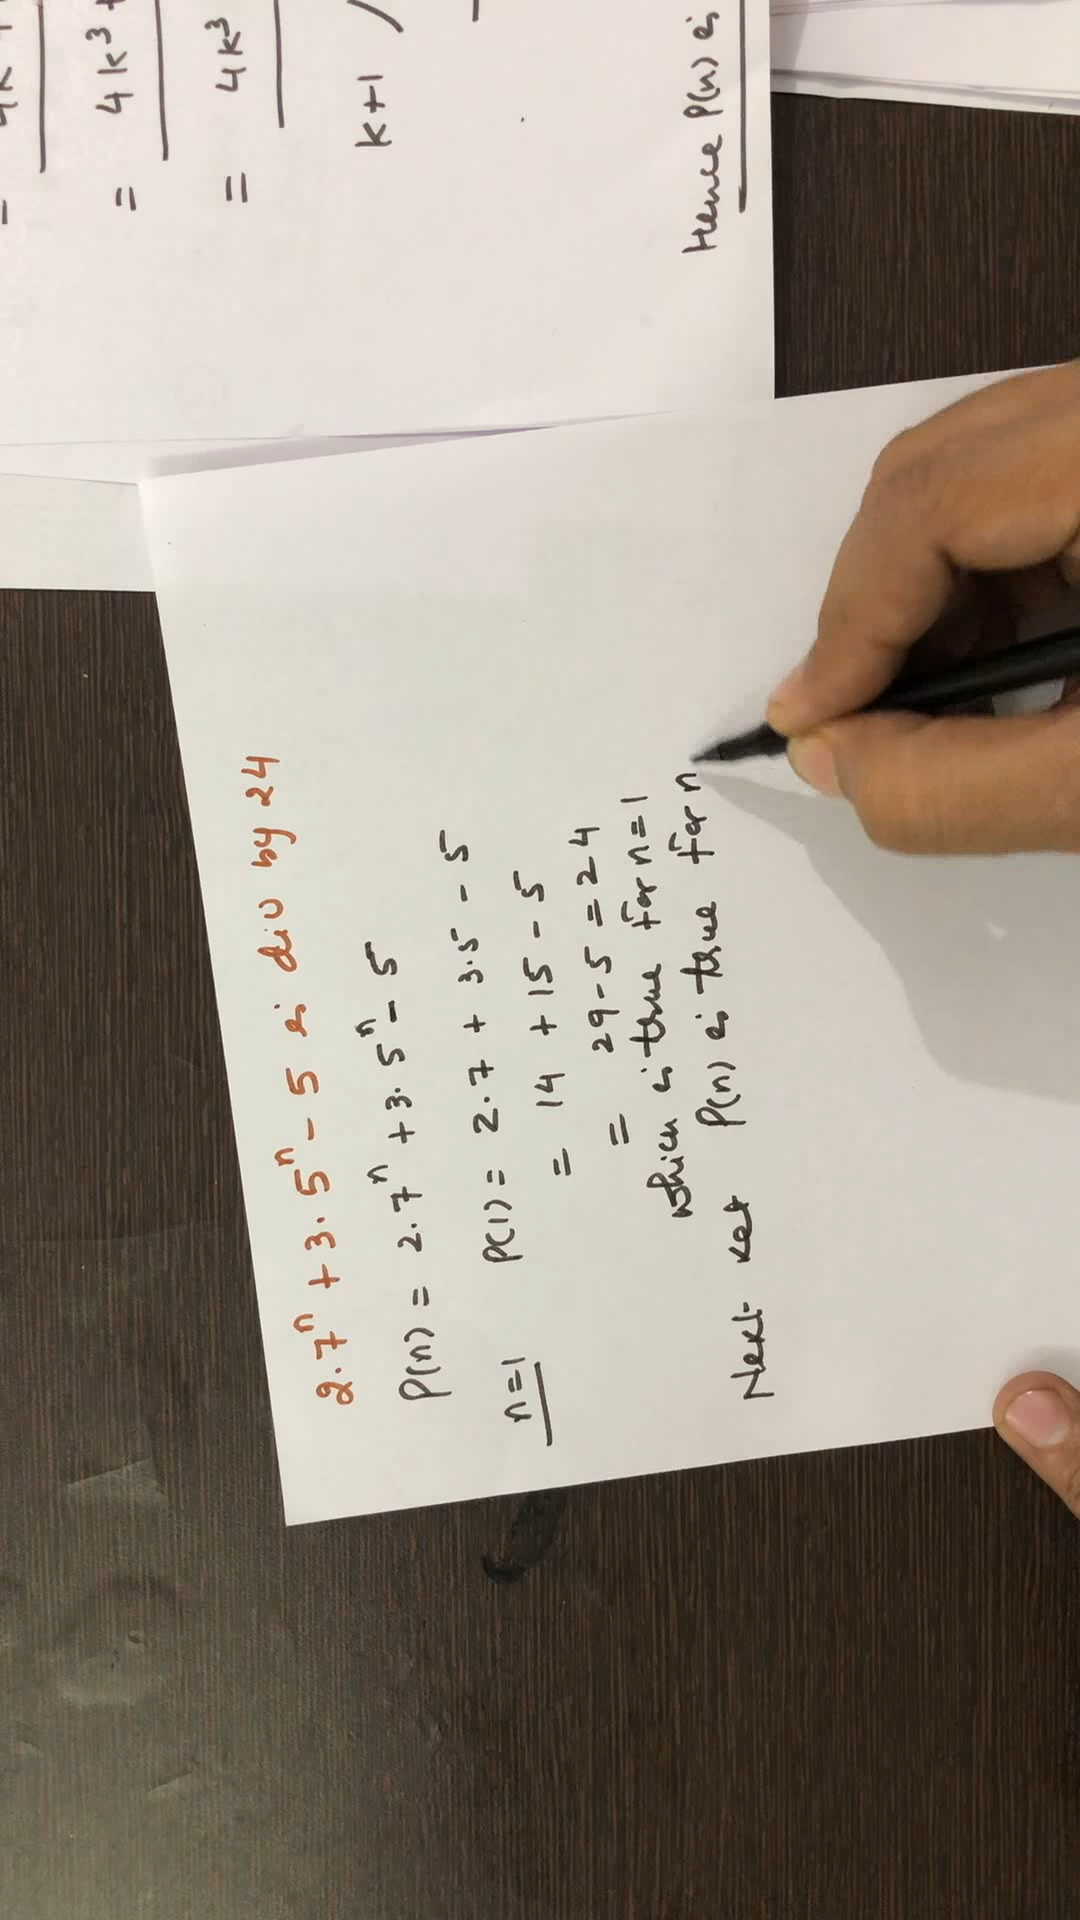 4k³+
= 4k³
=
k+1
Hence P(n) is
2.7ⁿ + 3.5ⁿ - 5 is div by 24
P(n) = 2.7ⁿ + 3.5ⁿ - 5
n=1 P(1) = 2.7 + 3.5 - 5
= 14 + 15 - 5
= 29-5 = 24
which is true for n=1
Next let P(n) is true for n